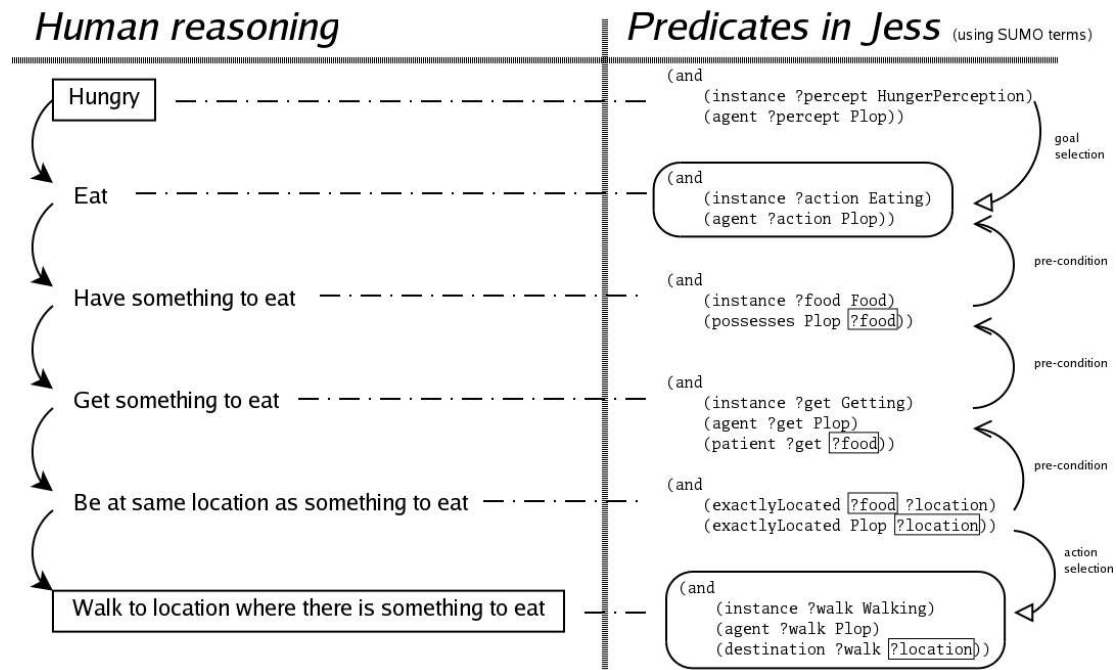 Human reasoning
Predicates in Jess (using SUMO terms)
Hungry
(and
(instance ?percept HungerPerception)
(agent ?percept Plop))
goal
selection
Eat
(and
(instance ?action Eating)
(agent ?action Plop))
pre-condition
Have something to eat
(and
(instance ?food Food)
(possesses Plop ?food))
pre-condition
Get something to eat
(and
(instance ?get Getting)
(agent ?get Plop)
(patient ?get ?food))
pre-condition
Be at same location as something to eat
(and
(exactlyLocated ?food ?location)
(exactlyLocated Plop ?location))
action
selection
Walk to location where there is something to eat
(and
(instance ?walk Walking)
(agent ?walk Plop)
(destination ?walk ?location))